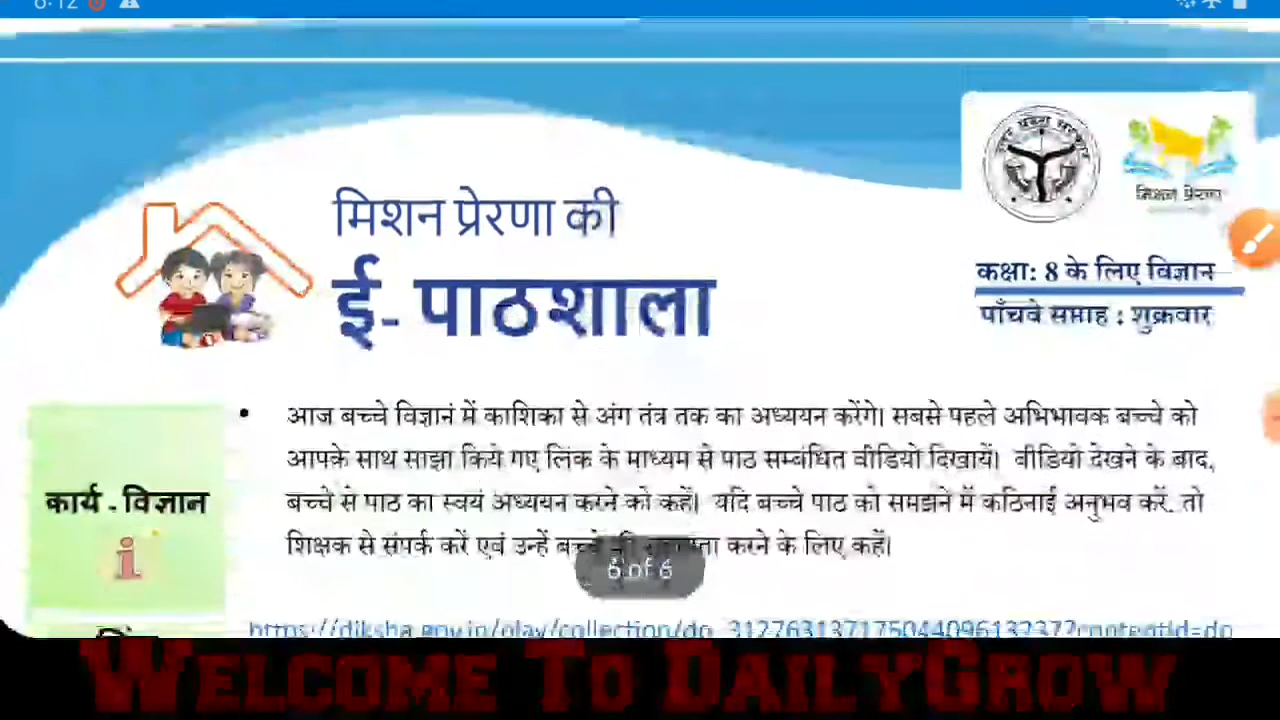 6:12
मिशन प्रेरणा की
ई- पाठशाला
मिशन प्रेरणा
कक्षा: 8 के लिए विज्ञान
पाँचवे सप्ताह : शुक्रवार
कार्य - विज्ञान
आज बच्चे विज्ञानं में काशिका से अंग तंत्र तक का अध्ययन करेंगे। सबसे पहले अभिभावक बच्चे को
आपके साथ साझा किये गए लिंक के माध्यम से पाठ सम्बंधित वीडियो दिखायें। वीडियो देखने के बाद,
बच्चे से पाठ का स्वयं अध्ययन करने को कहें। यदि बच्चे पाठ को समझने में कठिनाई अनुभव करें, तो
शिक्षक से संपर्क करें एवं उन्हें बच्चे की करने के लिए कहें।
6 of 6
WELCOME TO DAILYGROW